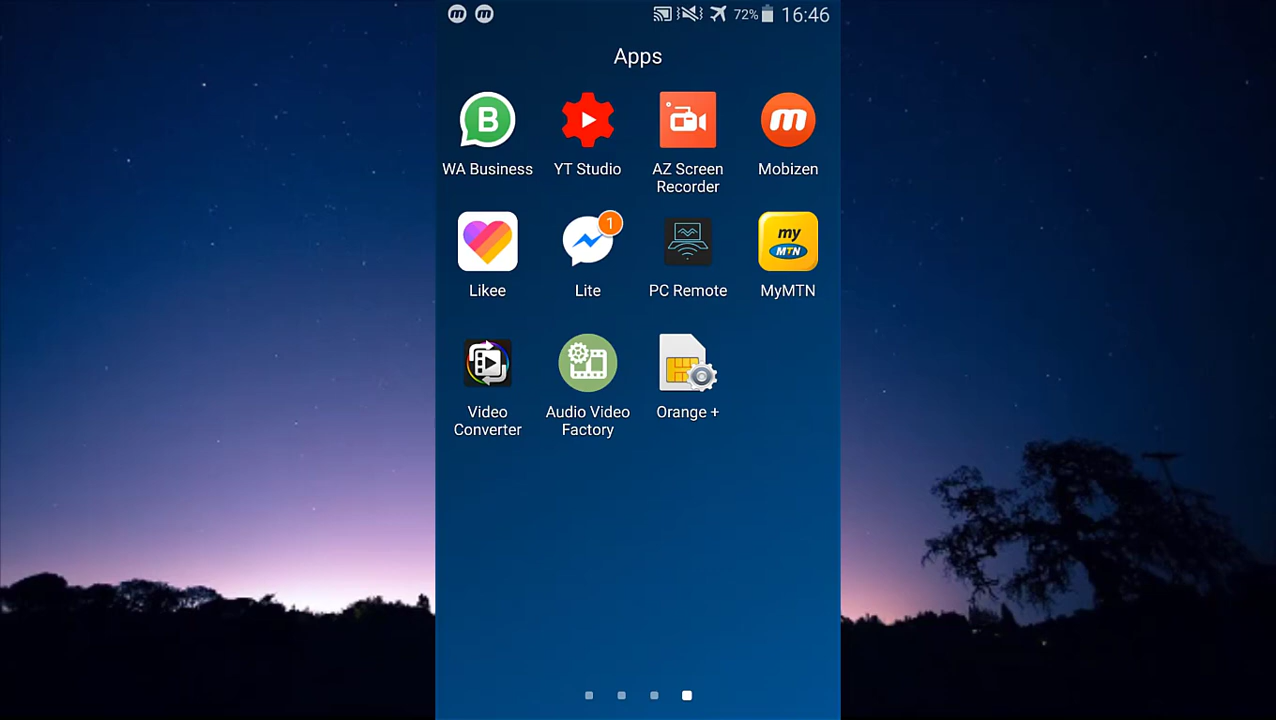 72% 16:46
Apps
B
WA Business
YT Studio
AZ Screen
Recorder
m
Mobizen
Likee
1
Lite
PC Remote
my
MTN
MyMTN
Video
Converter
Audio Video
Factory
Orange +